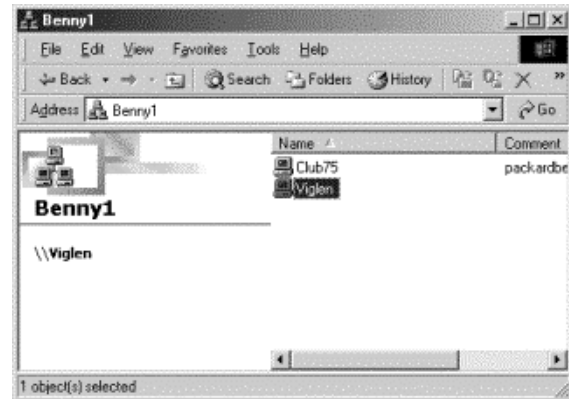 Benny1
File Edit View Favorites Tools Help
Back Search Folders History »
Address Benny1 Go
Name Comment
Club75 packardbe
Viglen
Benny1
\\Viglen
1 object(s) selected